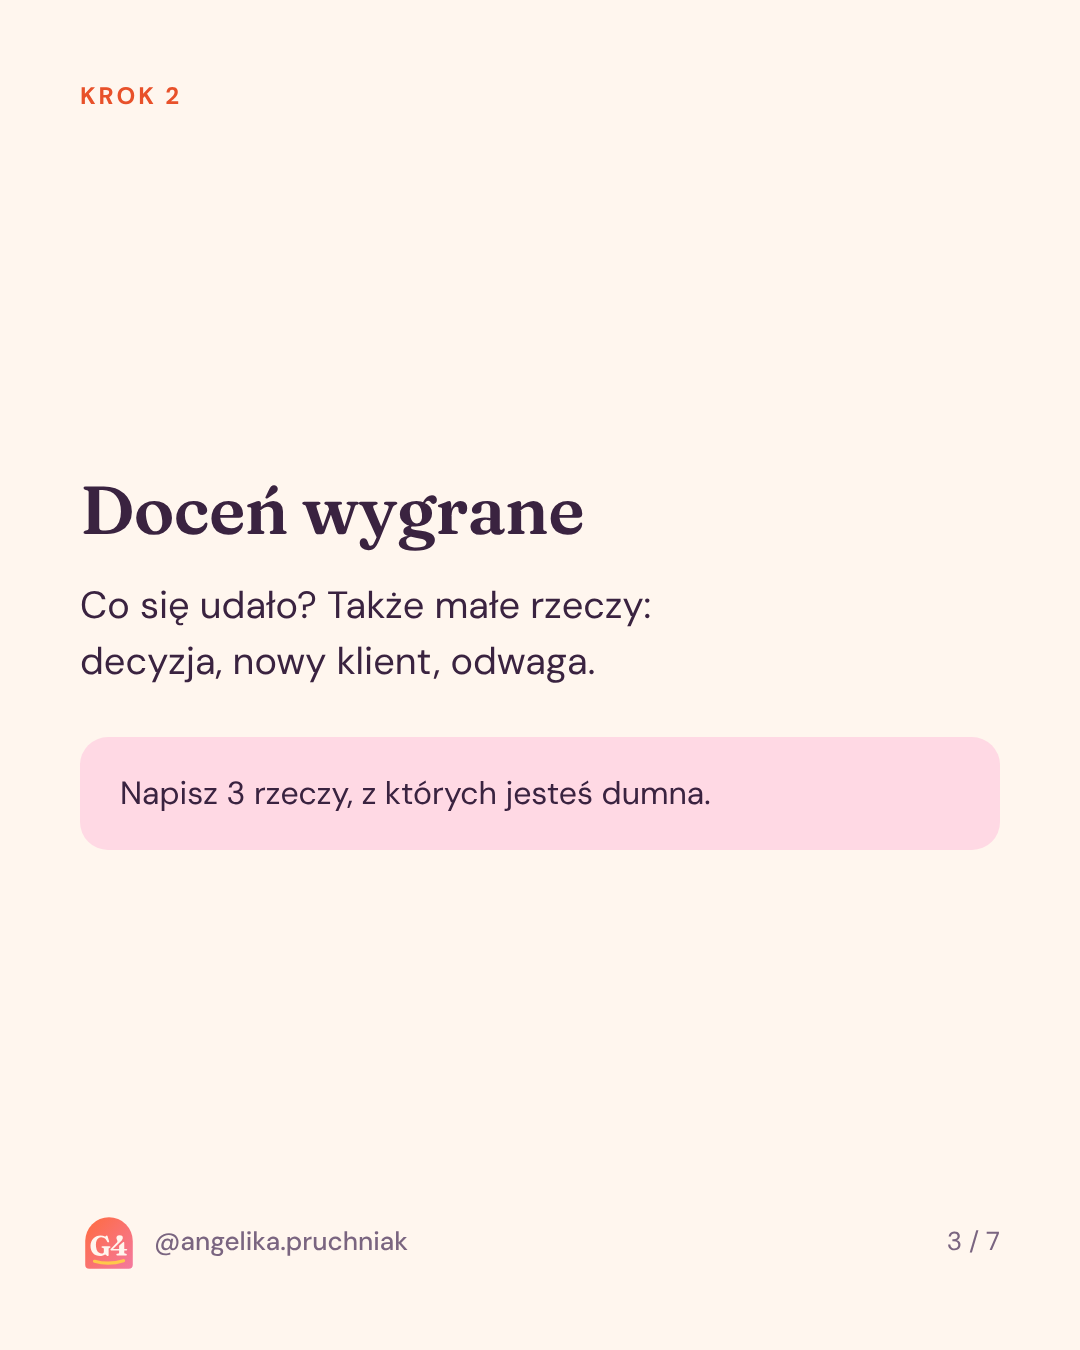 KROK 2
Doceń wygrane
Co się udało? Także małe rzeczy:
decyzja, nowy klient, odwaga.
Napisz 3 rzeczy, z których jesteś dumna.
G4
@angelika.pruchniak
3 / 7